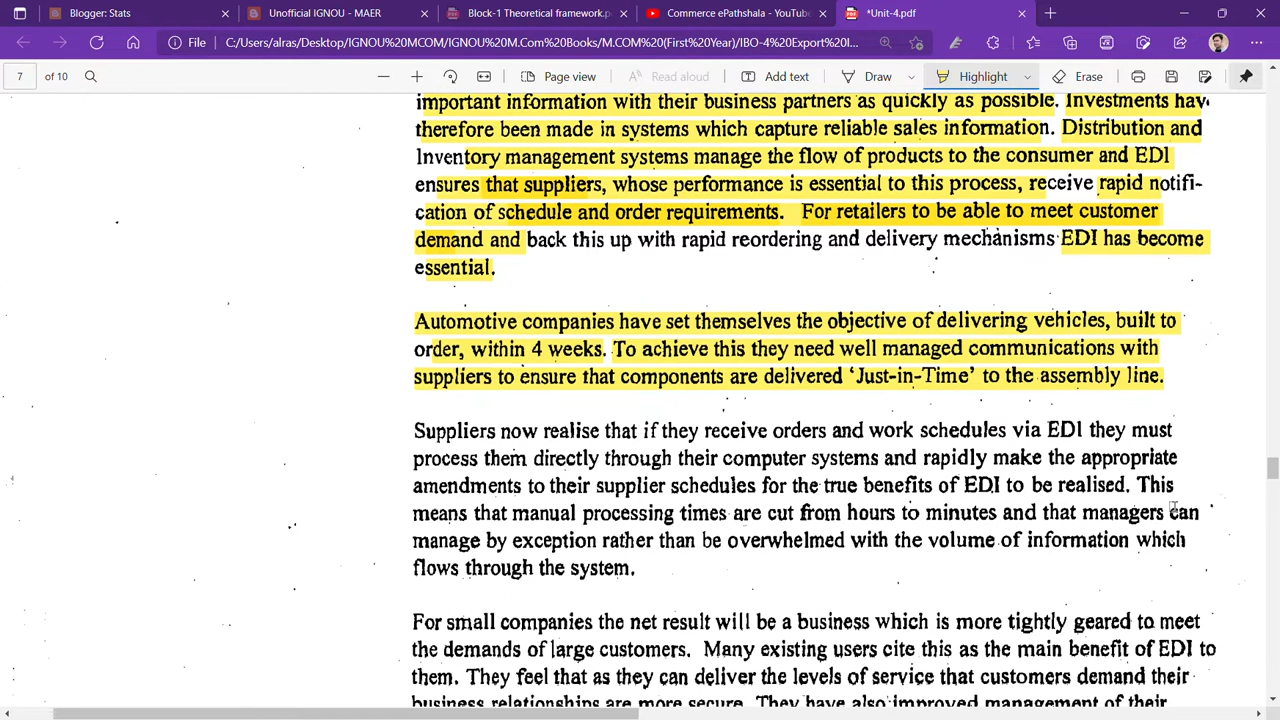 Blogger: Stats
Unofficial IGNOU - MAER
Block-1 Theoretical framework.p
Commerce ePathshala - YouTube
*Unit-4.pdf
File
C:/Users/alras/Desktop/IGNOU%20MCOM/IGNOU%20M.Com%20Books/M.COM%20(First%20Year)/IBO-4%20Export%20I...
7 of 10
Page view
Read aloud
Add text
Draw
Highlight
Erase
important information with their business partners as quickly as possible. Investments hav
therefore been made in systems which capture reliable sales information. Distribution and
Inventory management systems manage the flow of products to the consumer and EDI
ensures that suppliers, whose performance is essential to this process, receive rapid notifi-
cation of schedule and order requirements. For retailers to be able to meet customer
demand and back this up with rapid reordering and delivery mechanisms EDI has become
essential.
Automotive companies have set themselves the objective of delivering vehicles, built to
order, within 4 weeks. To achieve this they need well managed communications with
suppliers to ensure that components are delivered ‘Just-in-Time’ to the assembly line.
Suppliers now realise that if they receive orders and work schedules via EDI they must
process them directly through their computer systems and rapidly make the appropriate
amendments to their supplier schedules for the true benefits of EDI to be realised. This
means that manual processing times are cut from hours to minutes and that managers can
manage by exception rather than be overwhelmed with the volume of information which
flows through the system.
For small companies the net result will be a business which is more tightly geared to meet
the demands of large customers. Many existing users cite this as the main benefit of EDI to
them. They feel that as they can deliver the levels of service that customers demand their
business relationships are more secure. They have also improved management of their